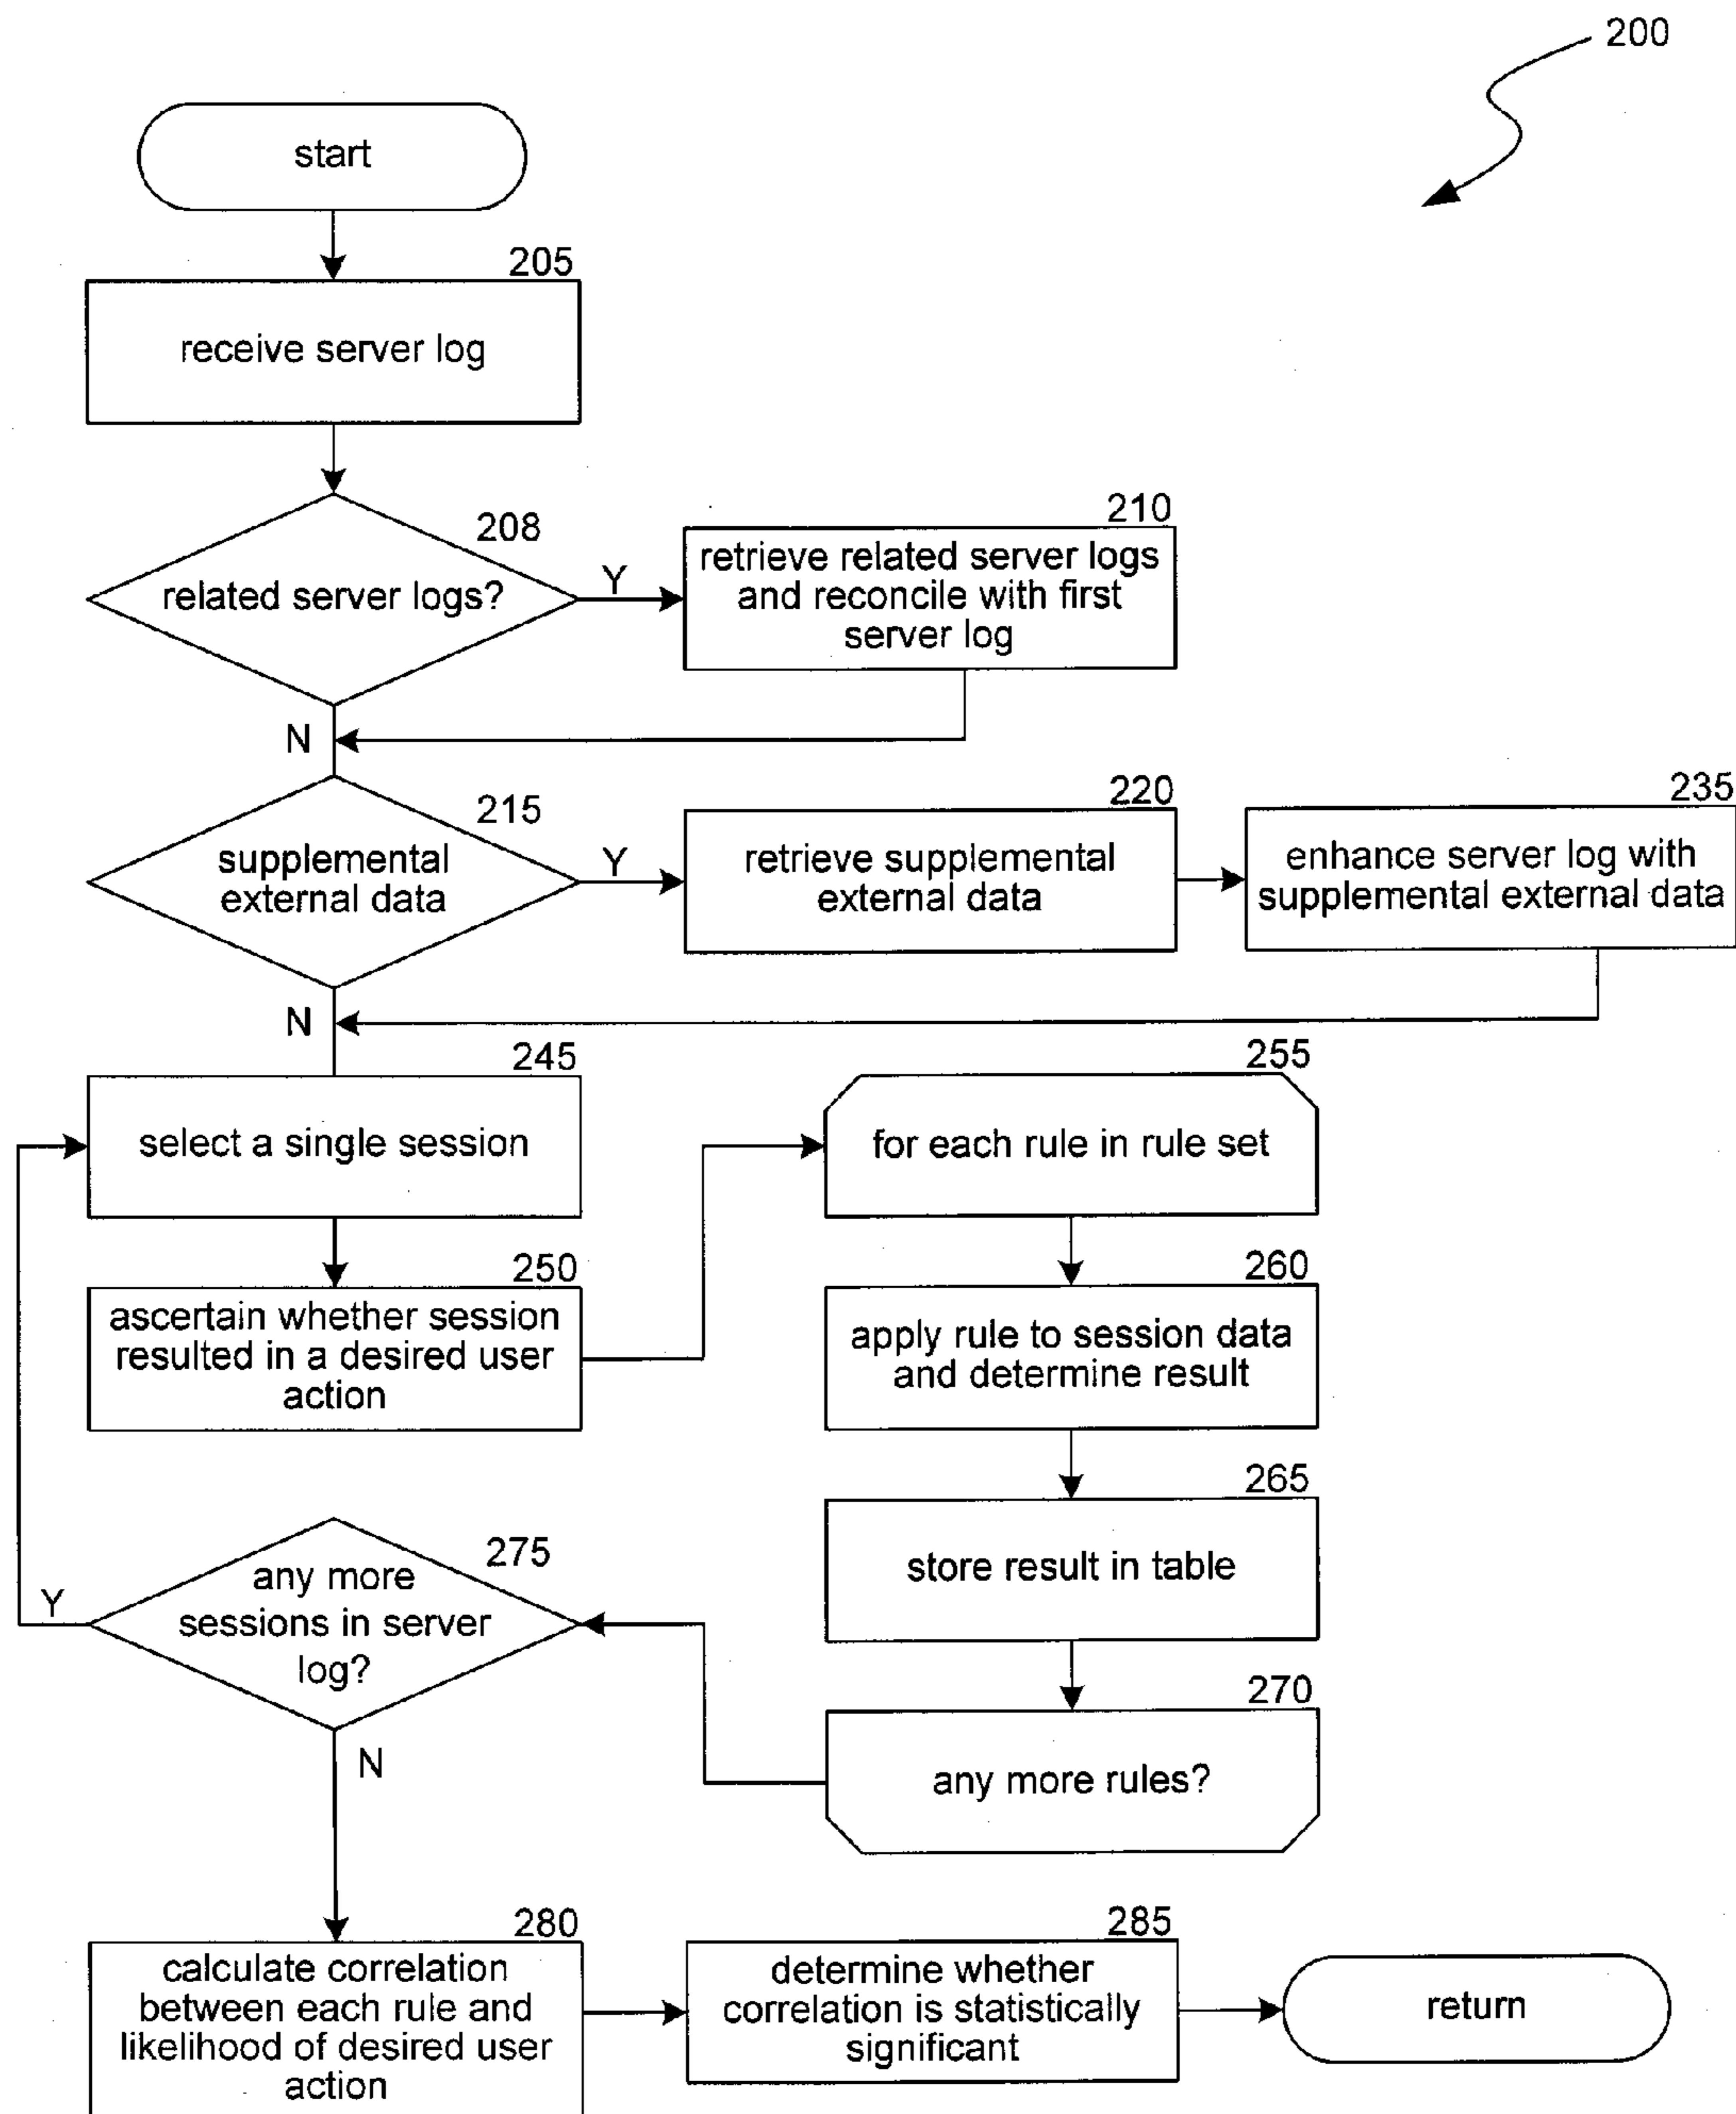 200
start
205
receive server log
208
related server logs?
Y
210
retrieve related server logs
and reconcile with first
server log
N
215
supplemental
external data
Y
220
retrieve supplemental
external data
235
enhance server log with
supplemental external data
N
245
select a single session
250
ascertain whether session
resulted in a desired user
action
255
for each rule in rule set
260
apply rule to session data
and determine result
265
store result in table
270
any more rules?
275
any more
sessions in server
log?
Y
N
280
calculate correlation
between each rule and
likelihood of desired user
action
285
determine whether
correlation is statistically
significant
return